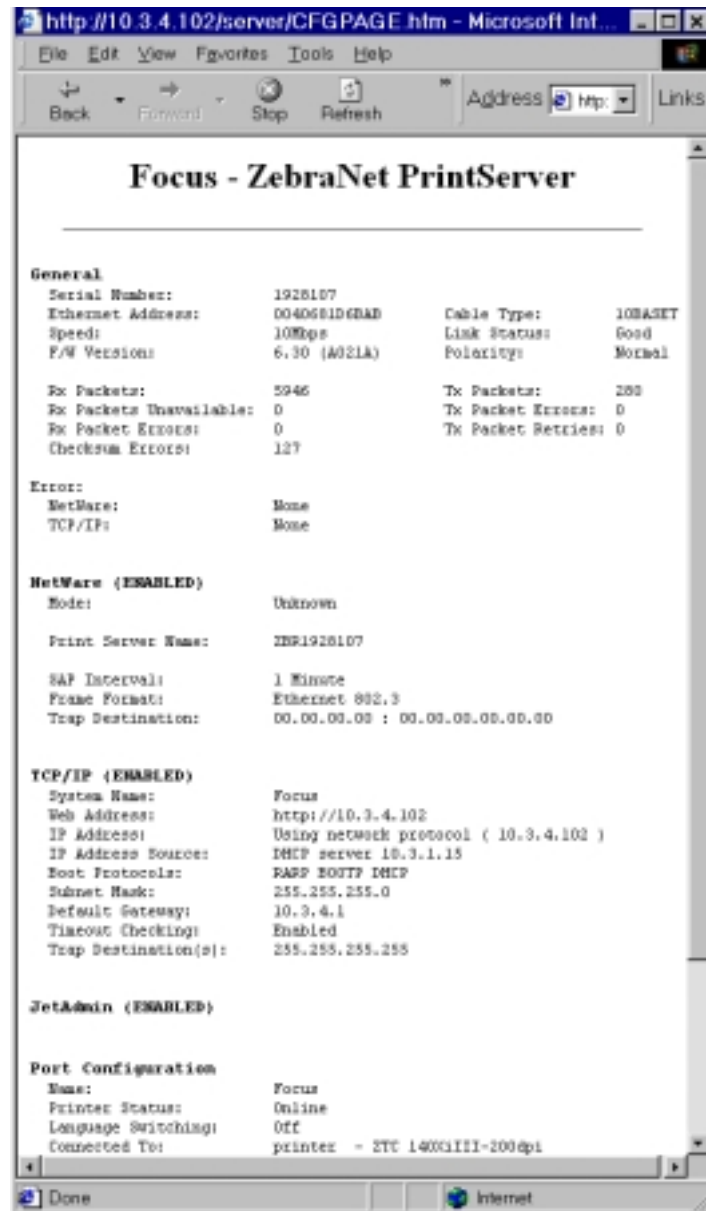 http://10.3.4.102/server/CFGPAGE.htm - Microsoft Int...
File Edit View Favorites Tools Help
Back Forward Stop Refresh » Address http: Links
Focus - ZebraNet PrintServer
General
Serial Number: 1928107
Ethernet Address: 0040681D6BAB Cable Type: 10BASET
Speed: 10Mbps Link Status: Good
F/W Version: 6.30 (A021A) Polarity: Normal
Rx Packets: 5946 Tx Packets: 280
Rx Packets Unavailable: 0 Tx Packet Errors: 0
Rx Packet Errors: 0 Tx Packet Retries: 0
Checksum Errors: 127
Error:
NetWare: None
TCP/IP: None
NetWare (ENABLED)
Mode: Unknown
Print Server Name: ZBR1928107
SAP Interval: 1 Minute
Frame Format: Ethernet 802.3
Trap Destination: 00.00.00.00 : 00.00.00.00.00.00
TCP/IP (ENABLED)
System Name: Focus
Web Address: http://10.3.4.102
IP Address: Using network protocol ( 10.3.4.102 )
IP Address Source: DHCP server 10.3.1.15
Boot Protocols: RARP BOOTP DHCP
Subnet Mask: 255.255.255.0
Default Gateway: 10.3.4.1
Timeout Checking: Enabled
Trap Destination(s): 255.255.255.255
JetAdmin (ENABLED)
Port Configuration
Name: Focus
Printer Status: Online
Language Switching: Off
Connected To: printer - ZTC 140XiIII-200dpi
Done Internet